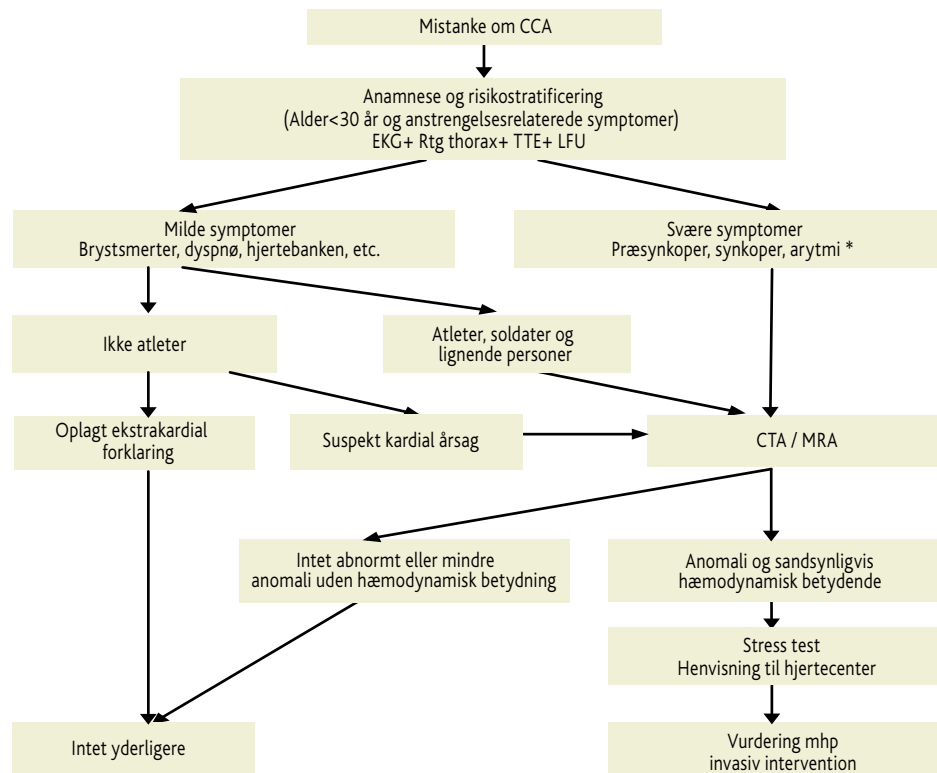 Mistanke om CCA
Anamnese og risikostratificering
(Alder<30 år og anstrengelsesrelaterede symptomer)
EKG+ Rtg thorax+ TTE+ LFU
Milde symptomer
Brystsmerter, dyspnø, hjertebanken, etc.
Svære symptomer
Præsynkoper, synkoper, arytmi *
Ikke atleter
Atleter, soldater og
lignende personer
Oplagt ekstrakardial
forklaring
Suspekt kardial årsag
CTA / MRA
Intet abnormt eller mindre
anomali uden hæmodynamisk betydning
Anomali og sandsynligvis
hæmodynamisk betydende
Stress test
Henvisning til hjertecenter
Intet yderligere
Vurdering mhp
invasiv intervention